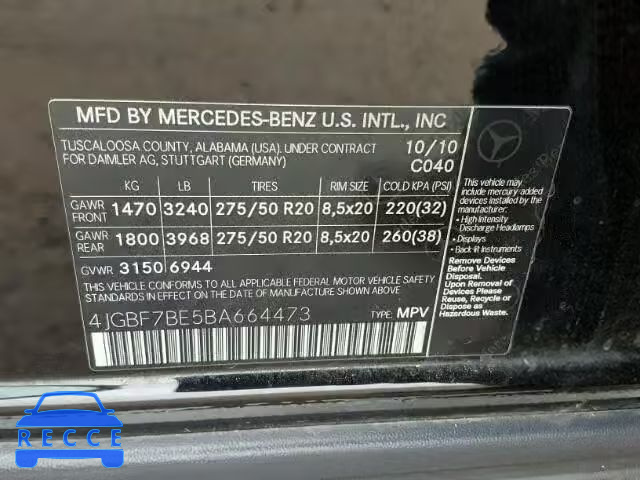 MFD BY MERCEDES-BENZ U.S. INTL., INC
TUSCALOOSA COUNTY, ALABAMA (USA). UNDER CONTRACT 10/10
FOR DAIMLER AG, STUTTGART (GERMANY) C040
KG LB TIRES RIM SIZE COLD KPA (PSI)
GAWR FRONT 1470 3240 275/50 R20 8,5x20 220(32)
GAWR REAR 1800 3968 275/50 R20 8,5x20 260(38)
GVWR 3150 6944
THIS VEHICLE CONFORMS TO ALL APPLICABLE FEDERAL MOTOR VEHICLE SAFETY,
BUMPER, AND THEFT PREVENTION STANDARDS IN EFFECT
ON THE DATE OF MANUFACTURE SHOWN ABOVE.
4JGBF7BE5BA664473 TYPE: MPV
This vehicle may
include mercury added
devices installed by the
manufacturer:
• High Intensity
Discharge Headlamps
• Displays
• Back-lit Instruments
Remove Devices
Before Vehicle
Disposal.
Upon Removal of
Devices Please
Reuse, Recycle or
Dispose as
Hazardous Waste.
RECCE